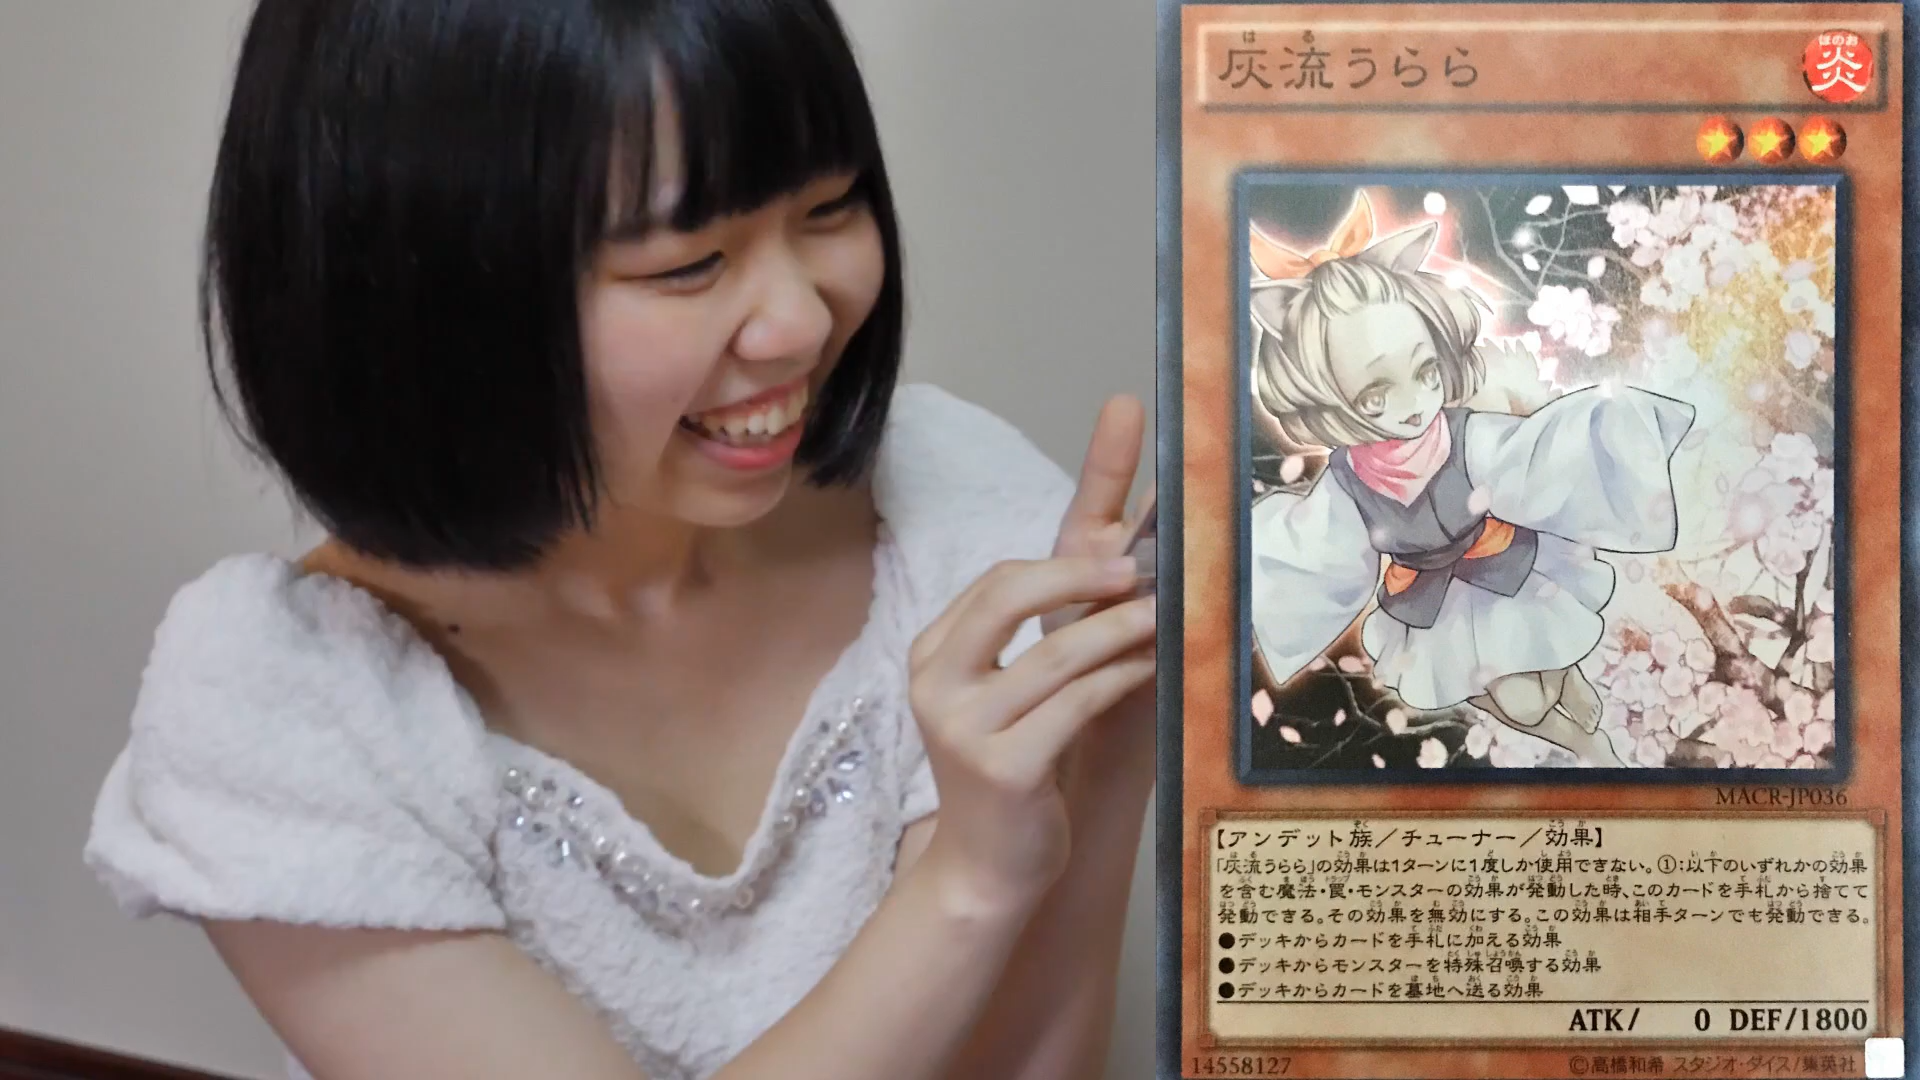 灰流うらら
はる
炎
ほのお
MACR-JP036
【アンデット族／チューナー／効果】
「灰流うらら」の効果は1ターンに1度しか使用できない。①：以下のいずれかの効果
を含む魔法・罠・モンスターの効果が発動した時、このカードを手札から捨てて
発動できる。その効果を無効にする。この効果は相手ターンでも発動できる。
●デッキからカードを手札に加える効果
●デッキからモンスターを特殊召喚する効果
●デッキからカードを墓地へ送る効果
ATK/ 0 DEF/1800
14558127
©高橋和希 スタジオ・ダイス/集英社